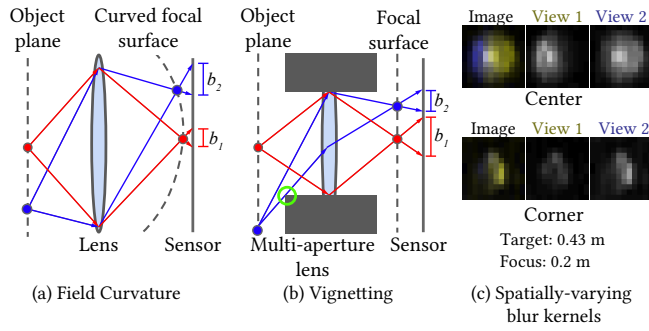 Object plane
Curved focal surface
b2
b1
Lens
Sensor
(a) Field Curvature
Object plane
Focal surface
b2
b1
Multi-aperture lens
Sensor
(b) Vignetting
Image View 1 View 2
Center
Image View 1 View 2
Corner
Target: 0.43 m
Focus: 0.2 m
(c) Spatially-varying
blur kernels